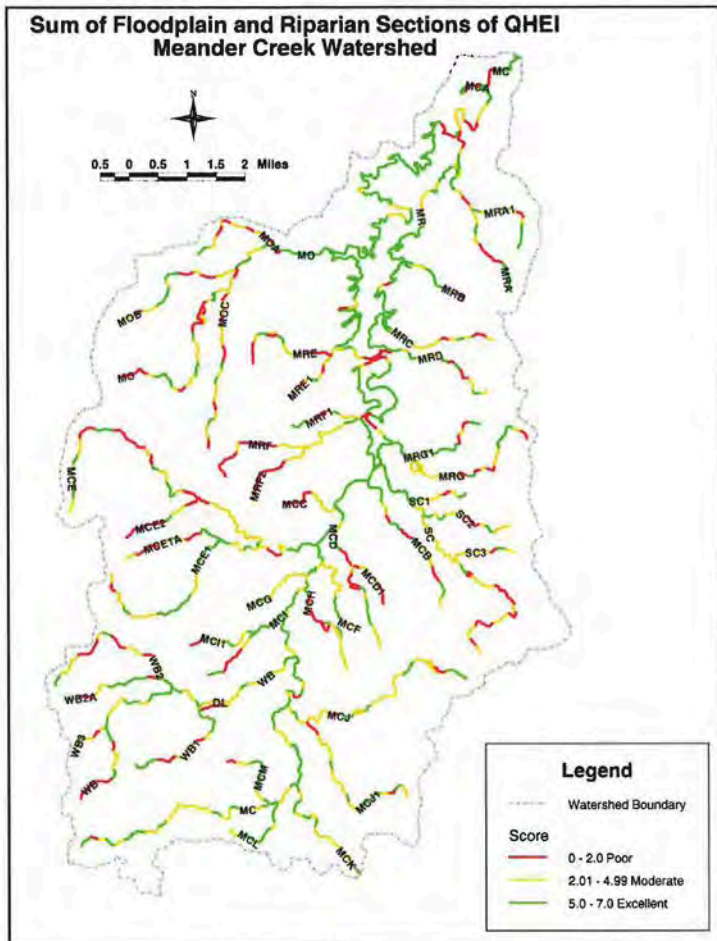 Sum of Floodplain and Riparian Sections of QHEI
Meander Creek Watershed
N
0.5 0 0.5 1 1.5 2 Miles
MC
MCA
MR
MRA1
MRA
MOA
MO
MRB
MOB
MOC
MRC
MO
MRE
MRD
MRE1
MRF1
MRF
MRG1
MRF2
MRG
MCE
MCC
SC1
MCE2
SC2
MCD
SC
MCE1A
MCB
MCE1
SC3
MCD1
MCG
MCH
MCF
MCI
MCI1
WB2
WB
WB2A
DL
MCJ
WB3
WB1
WB
MCM
MCJ1
MC
MCL
MCK
Legend
Watershed Boundary
Score
0 - 2.0 Poor
2.01 - 4.99 Moderate
5.0 - 7.0 Excellent